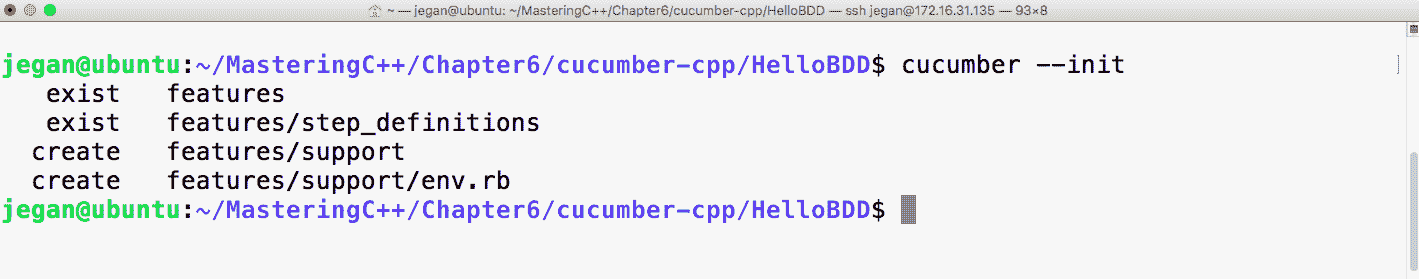 ~ — jegan@ubuntu: ~/MasteringC++/Chapter6/cucumber-cpp/HelloBDD — ssh jegan@172.16.31.135 — 93×8
jegan@ubuntu:~/MasteringC++/Chapter6/cucumber-cpp/HelloBDD$ cucumber --init
exist   features
exist   features/step_definitions
create   features/support
create   features/support/env.rb
jegan@ubuntu:~/MasteringC++/Chapter6/cucumber-cpp/HelloBDD$